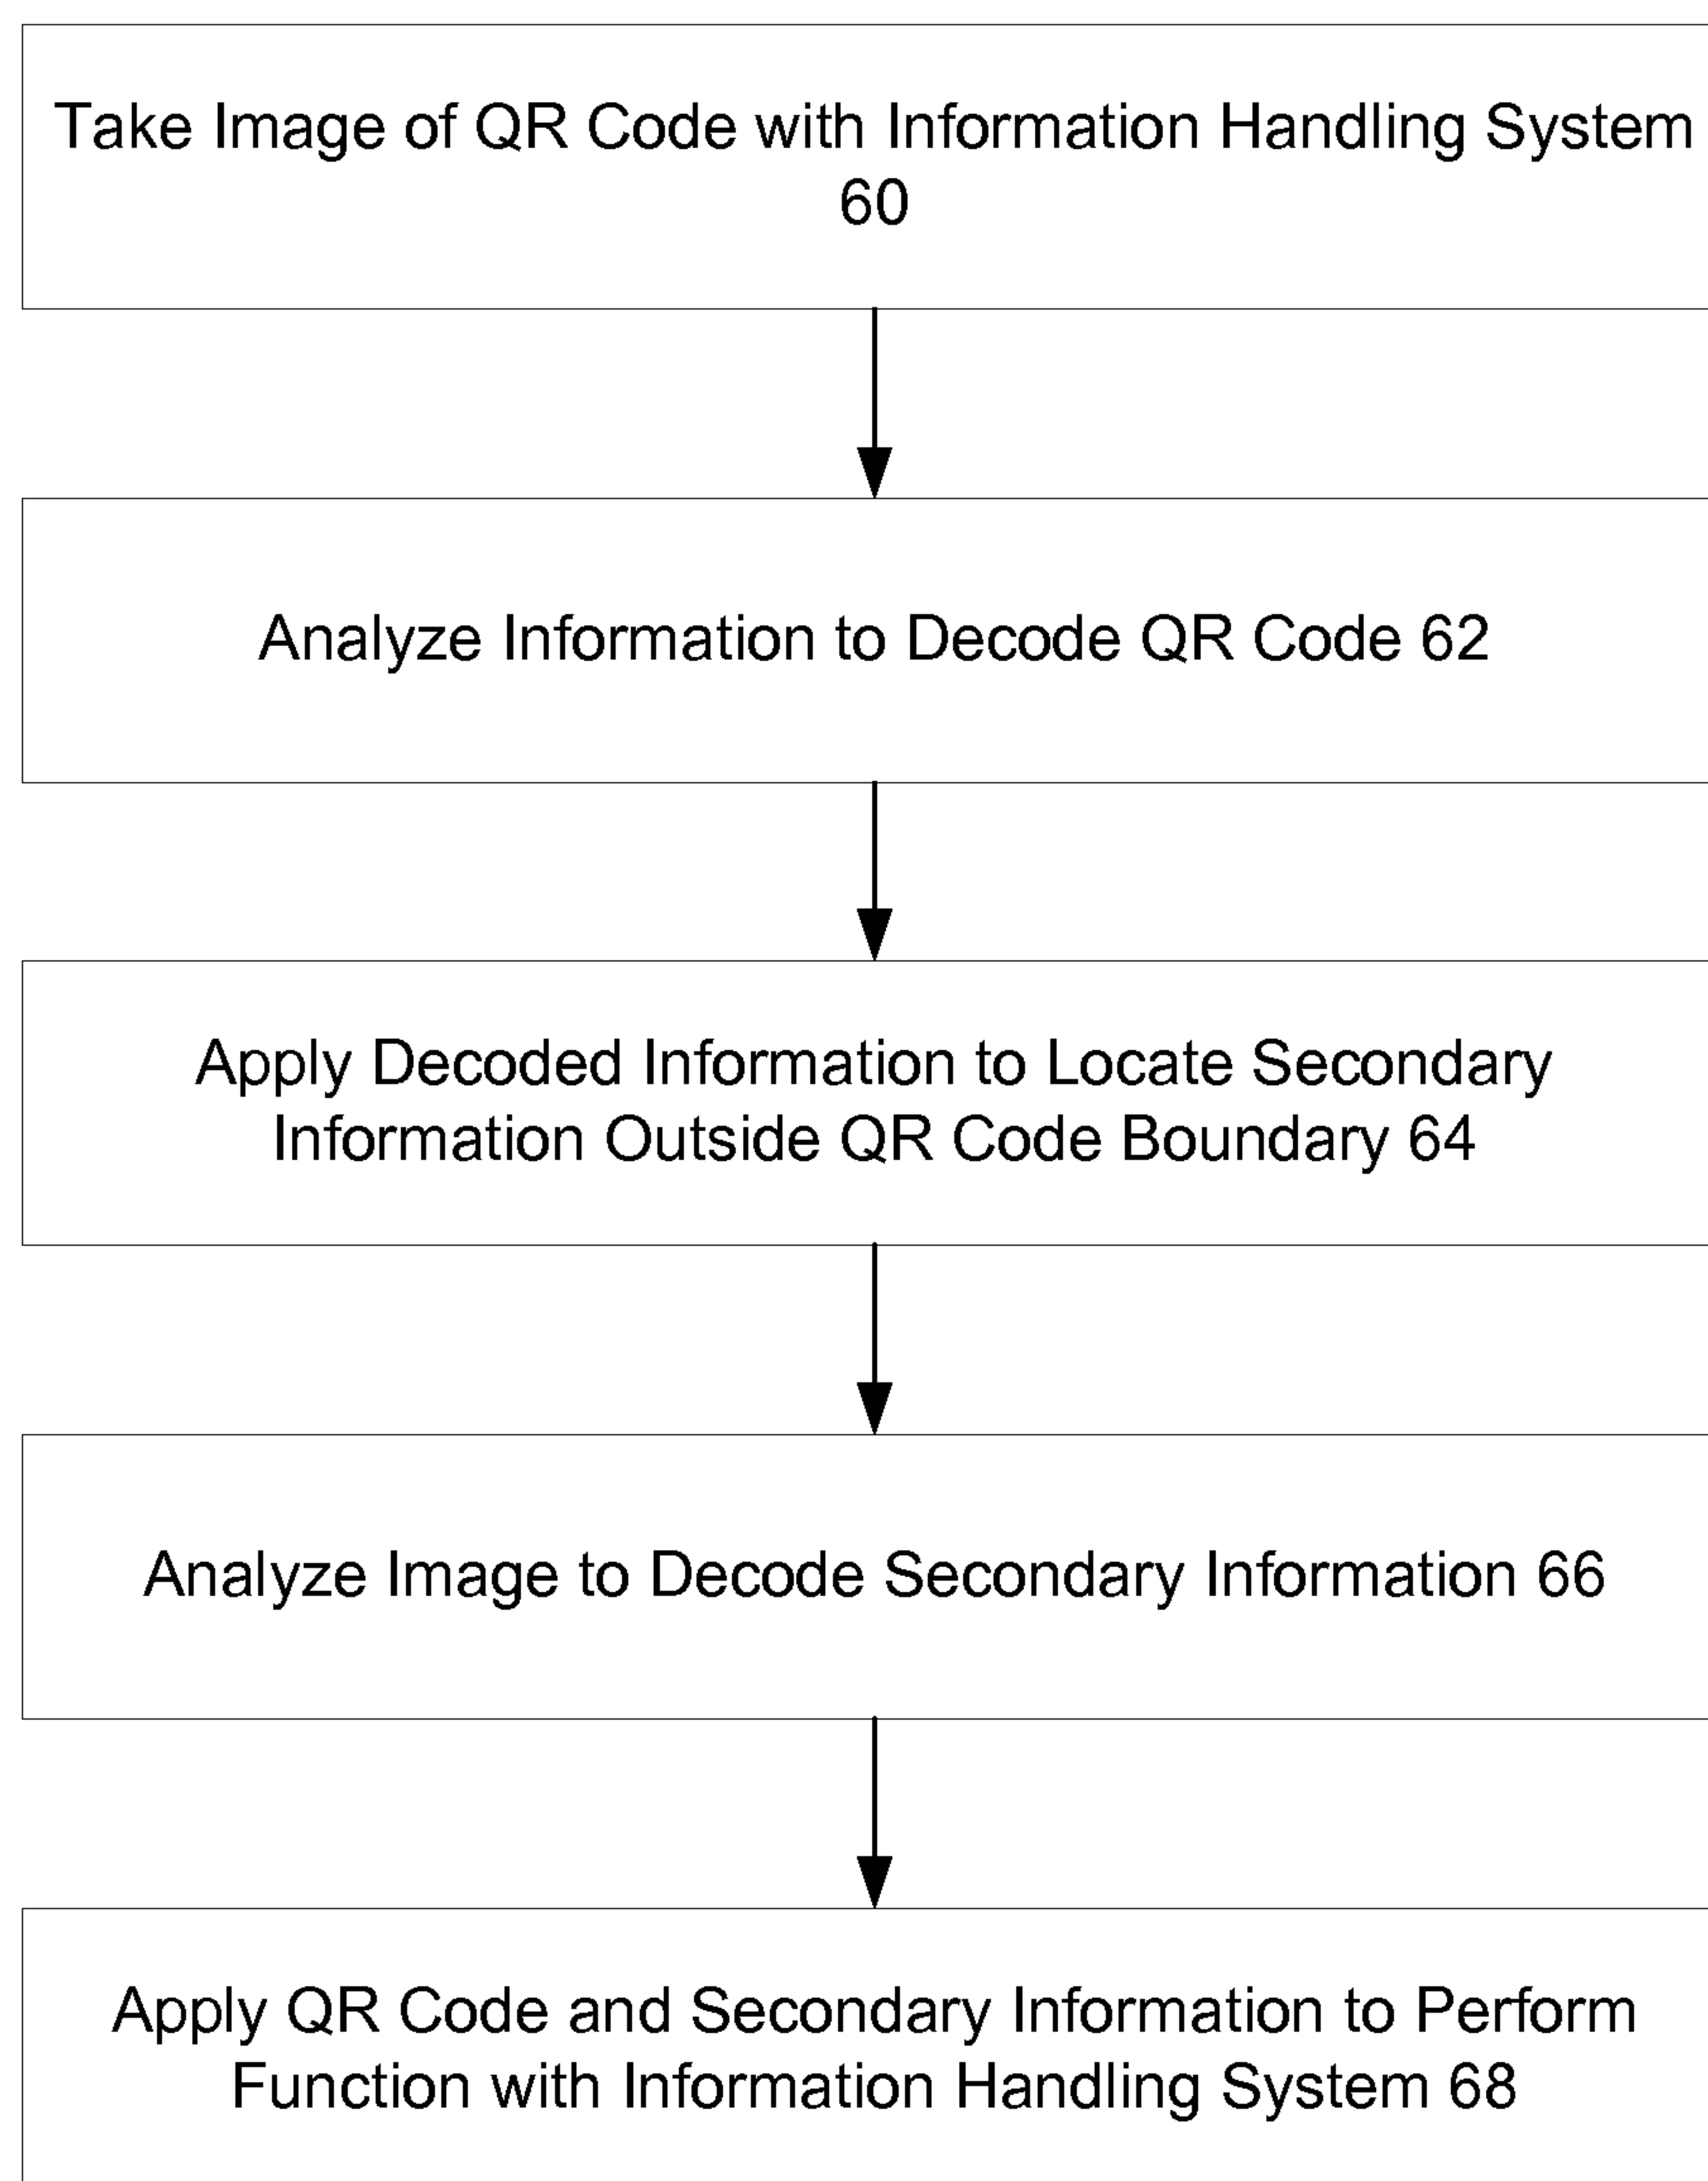 Take Image of QR Code with Information Handling System
60
Analyze Information to Decode QR Code 62
Apply Decoded Information to Locate Secondary
Information Outside QR Code Boundary 64
Analyze Image to Decode Secondary Information 66
Apply QR Code and Secondary Information to Perform
Function with Information Handling System 68